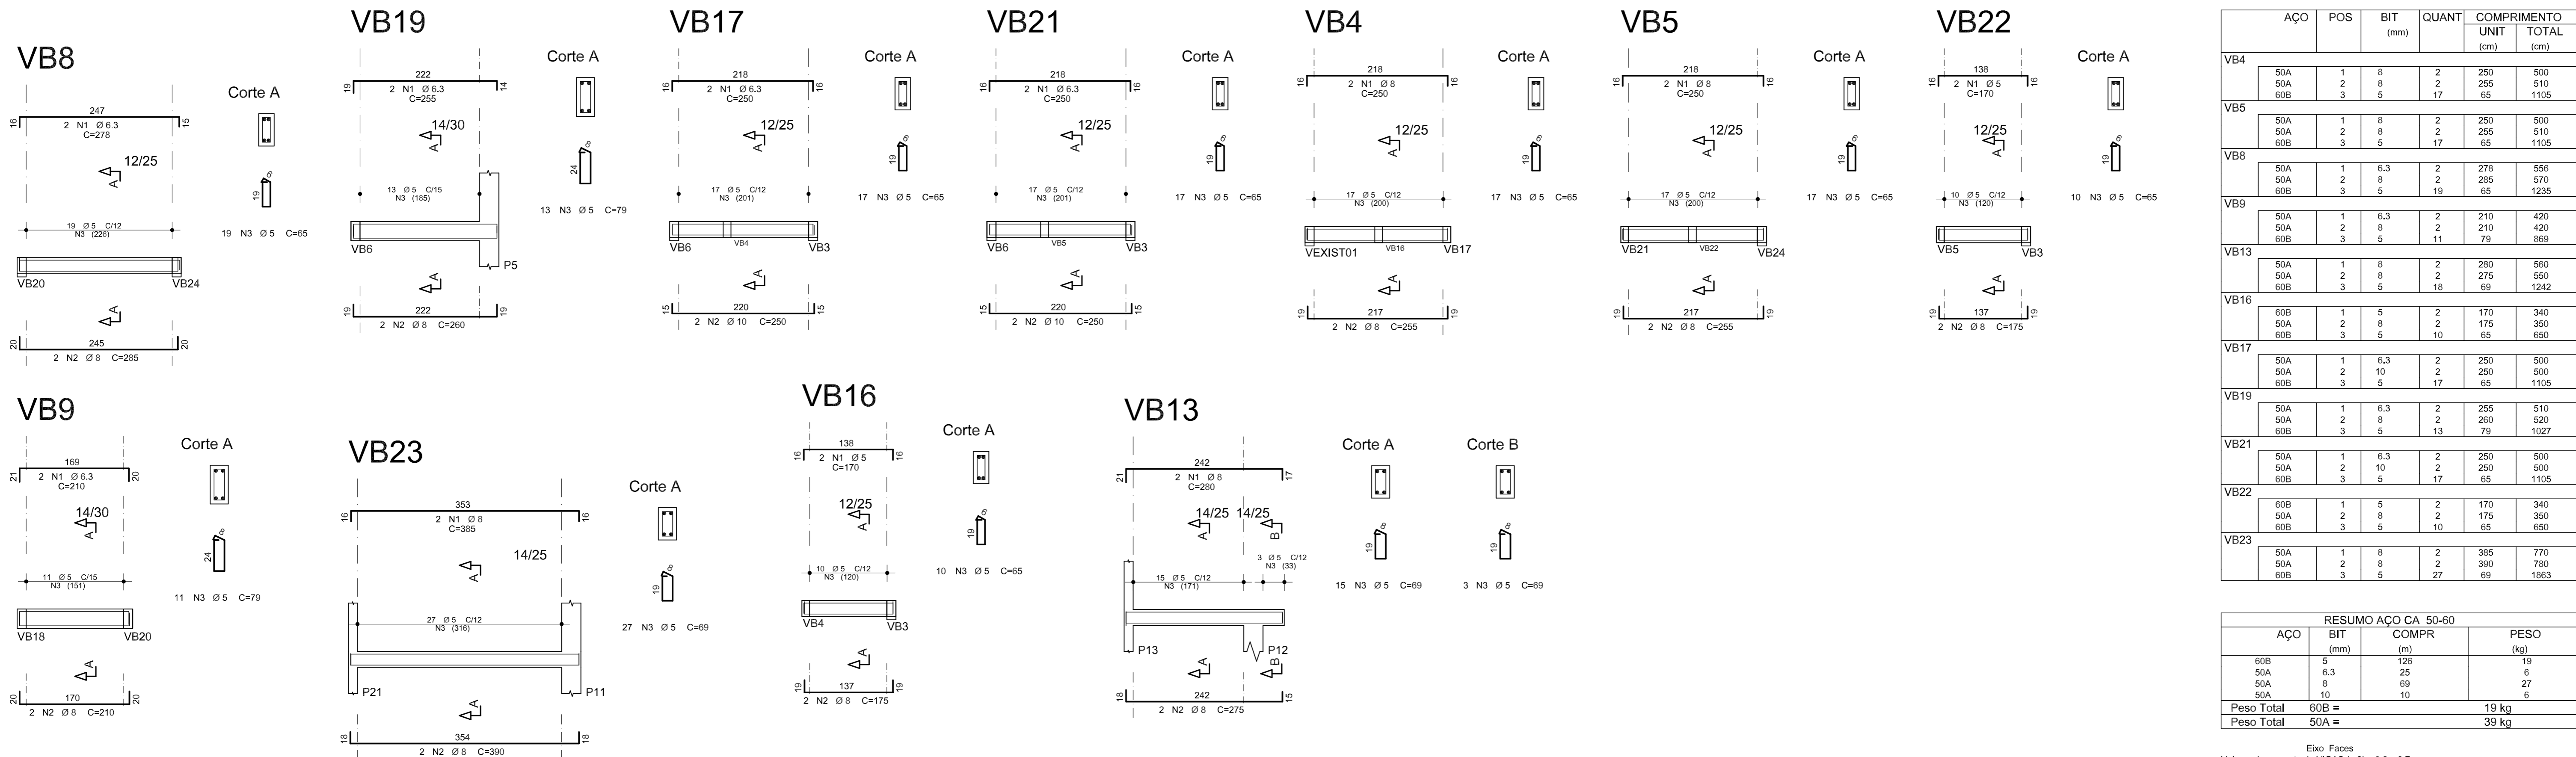 VB8
247
16
15
2 N1 Ø 6.3
C=278
12/25
A
19 Ø 5 C/12
N3 (226)
VB20
VB24
A
20
245
20
2 N2 Ø 8 C=285
Corte A
6
19
19 N3 Ø 5 C=65
VB19
222
19
14
2 N1 Ø 6.3
C=255
14/30
A
13 Ø 5 C/15
N3 (185)
VB6
P5
A
19
222
19
2 N2 Ø 8 C=260
Corte A
8
24
13 N3 Ø 5 C=79
VB17
218
16
16
2 N1 Ø 6.3
C=250
12/25
A
17 Ø 5 C/12
N3 (201)
VB6
VB4
VB3
A
15
220
15
2 N2 Ø 10 C=250
Corte A
6
19
17 N3 Ø 5 C=65
VB21
218
16
16
2 N1 Ø 6.3
C=250
12/25
A
17 Ø 5 C/12
N3 (201)
VB6
VB5
VB3
A
15
220
15
2 N2 Ø 10 C=250
Corte A
6
19
17 N3 Ø 5 C=65
VB4
218
16
16
2 N1 Ø 8
C=250
12/25
A
17 Ø 5 C/12
N3 (200)
VEXIST01
VB16
VB17
A
19
217
19
2 N2 Ø 8 C=255
Corte A
6
19
17 N3 Ø 5 C=65
VB5
218
16
16
2 N1 Ø 8
C=250
12/25
A
17 Ø 5 C/12
N3 (200)
VB21
VB22
VB24
A
19
217
19
2 N2 Ø 8 C=255
Corte A
6
19
17 N3 Ø 5 C=65
VB22
138
16
16
2 N1 Ø 5
C=170
12/25
A
10 Ø 5 C/12
N3 (120)
VB5
VB3
A
19
137
19
2 N2 Ø 8 C=175
Corte A
6
19
10 N3 Ø 5 C=65
VB9
169
21
20
2 N1 Ø 6.3
C=210
14/30
A
11 Ø 5 C/15
N3 (151)
VB18
VB20
A
20
170
20
2 N2 Ø 8 C=210
Corte A
8
24
11 N3 Ø 5 C=79
VB23
353
16
16
2 N1 Ø 8
C=385
14/25
A
27 Ø 5 C/12
N3 (316)
P21
P11
A
18
354
18
2 N2 Ø 8 C=390
Corte A
8
19
27 N3 Ø 5 C=69
VB16
138
16
16
2 N1 Ø 5
C=170
12/25
A
10 Ø 5 C/12
N3 (120)
VB4
VB3
A
19
137
19
2 N2 Ø 8 C=175
Corte A
6
19
10 N3 Ø 5 C=65
VB13
242
21
17
2 N1 Ø 8
C=280
14/25 14/25
A
B
3 Ø 5 C/12
N3 (33)
15 Ø 5 C/12
N3 (171)
P13
P12
A
B
18
242
15
2 N2 Ø 8 C=275
Corte A
8
19
15 N3 Ø 5 C=69
Corte B
8
19
3 N3 Ø 5 C=69
AÇO POS BIT QUANT COMPRIMENTO
(mm) UNIT TOTAL
(cm) (cm)
VB4
50A 1 8 2 250 500
50A 2 8 2 255 510
60B 3 5 17 65 1105
VB5
50A 1 8 2 250 500
50A 2 8 2 255 510
60B 3 5 17 65 1105
VB8
50A 1 6.3 2 278 556
50A 2 8 2 285 570
60B 3 5 19 65 1235
VB9
50A 1 6.3 2 210 420
50A 2 8 2 210 420
60B 3 5 11 79 869
VB13
50A 1 8 2 280 560
50A 2 8 2 275 550
60B 3 5 18 69 1242
VB16
60B 1 5 2 170 340
50A 2 8 2 175 350
60B 3 5 10 65 650
VB17
50A 1 6.3 2 250 500
50A 2 10 2 250 500
60B 3 5 17 65 1105
VB19
50A 1 6.3 2 255 510
50A 2 8 2 260 520
60B 3 5 13 79 1027
VB21
50A 1 6.3 2 250 500
50A 2 10 2 250 500
60B 3 5 17 65 1105
VB22
60B 1 5 2 170 340
50A 2 8 2 175 350
60B 3 5 10 65 650
VB23
50A 1 8 2 385 770
50A 2 8 2 390 780
60B 3 5 27 69 1863
RESUMO AÇO CA 50-60
AÇO BIT COMPR PESO
(mm) (m) (kg)
60B 5 126 19
50A 6.3 25 6
50A 8 69 27
50A 10 10 6
Peso Total 60B = 19 kg
Peso Total 50A = 39 kg
Eixo Faces